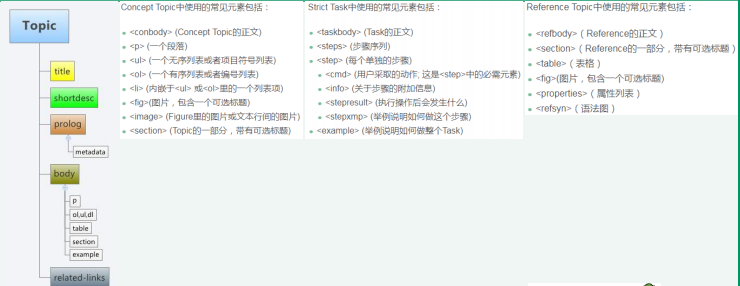 Topic
title
shortdesc
prolog
metadata
body
p
ol,ul,dl
table
section
example
related-links
Concept Topic中使用的常见元素包括：
<conbody> (Concept Topic的正文)
<p> (一个段落)
<ul> (一个无序列表或者项目符号列表)
<ol> (一个有序列表或者编号列表)
<li> (内嵌于<ul> 或<ol>里的一个列表项)
<fig>(图片，包含一个可选标题)
<image> (Figure里的图片或文本行间的图片)
<section> (Topic的一部分，带有可选标题)
Strict Task中使用的常见元素包括：
<taskbody> (Task的正文)
<steps> (步骤序列)
<step> (每个单独的步骤)
<cmd> (用户采取的动作; 这是<step>中的必需元素)
<info> (关于步骤的附加信息)
<stepresult> (执行操作后会发生什么)
<stepxmp> (举例说明如何做这个步骤)
<example> (举例说明如何做整个Task)
Reference Topic中使用的常见元素包括：
<refbody> ( Reference的正文 )
<section> ( Reference的一部分，带有可选标题)
<table> ( 表格 )
<fig>(图片，包含一个可选标题)
<properties> ( 属性列表 )
<refsyn> ( 语法图 )